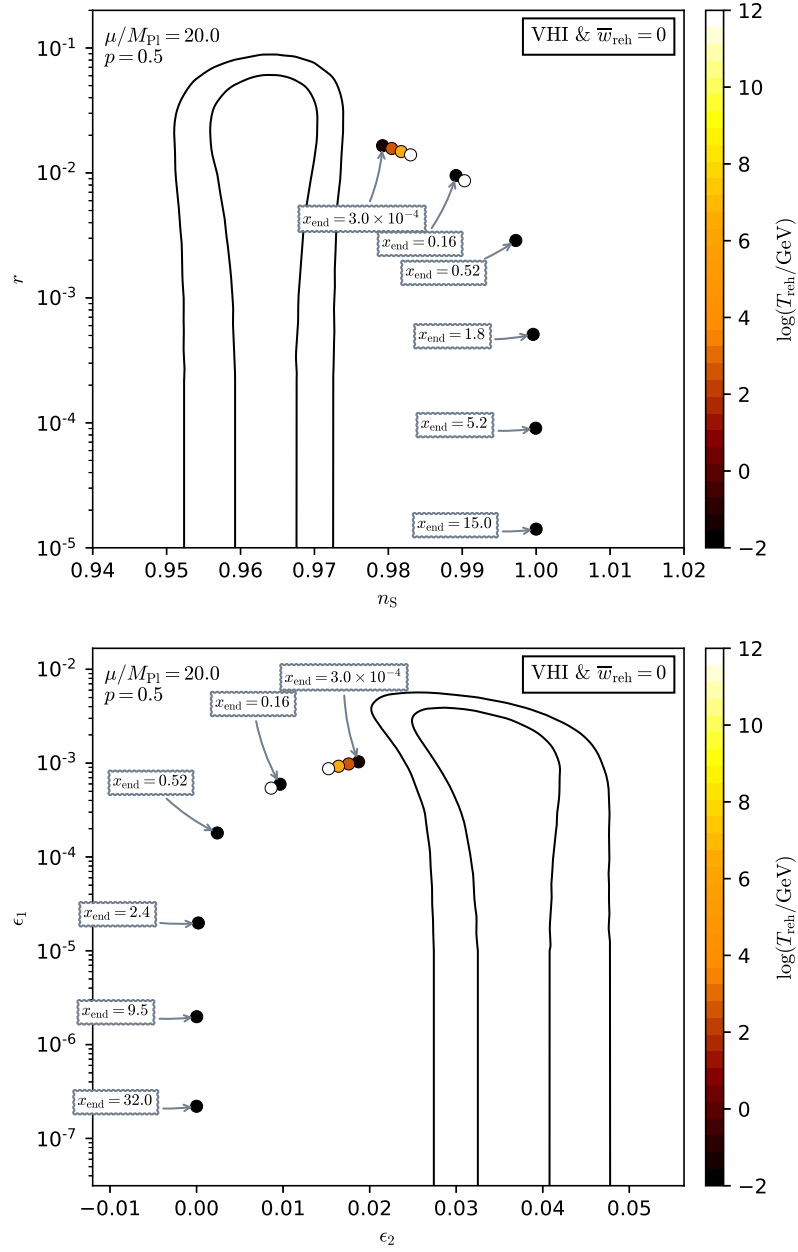 μ/M_Pl = 20.0
p = 0.5
VHI & w̅_reh = 0
10⁻¹
10⁻²
10⁻³
10⁻⁴
10⁻⁵
r
x_end = 3.0 × 10⁻⁴
x_end = 0.16
x_end = 0.52
x_end = 1.8
x_end = 5.2
x_end = 15.0
0.94 0.95 0.96 0.97 0.98 0.99 1.00 1.01 1.02
n_S
12
10
8
6
4
2
0
−2
log(T_reh/GeV)
μ/M_Pl = 20.0
p = 0.5
VHI & w̅_reh = 0
10⁻²
10⁻³
10⁻⁴
10⁻⁵
10⁻⁶
10⁻⁷
ϵ₁
x_end = 3.0 × 10⁻⁴
x_end = 0.16
x_end = 0.52
x_end = 2.4
x_end = 9.5
x_end = 32.0
−0.01 0.00 0.01 0.02 0.03 0.04 0.05
ϵ₂
12
10
8
6
4
2
0
−2
log(T_reh/GeV)